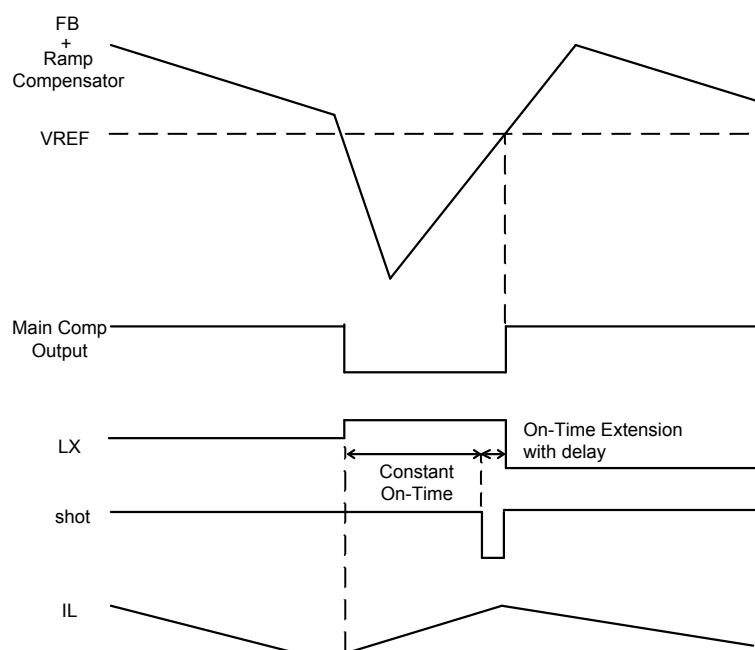 FB
+
Ramp
Compensator
VREF
Main Comp
Output
LX
On-Time Extension
with delay
Constant
On-Time
shot
IL